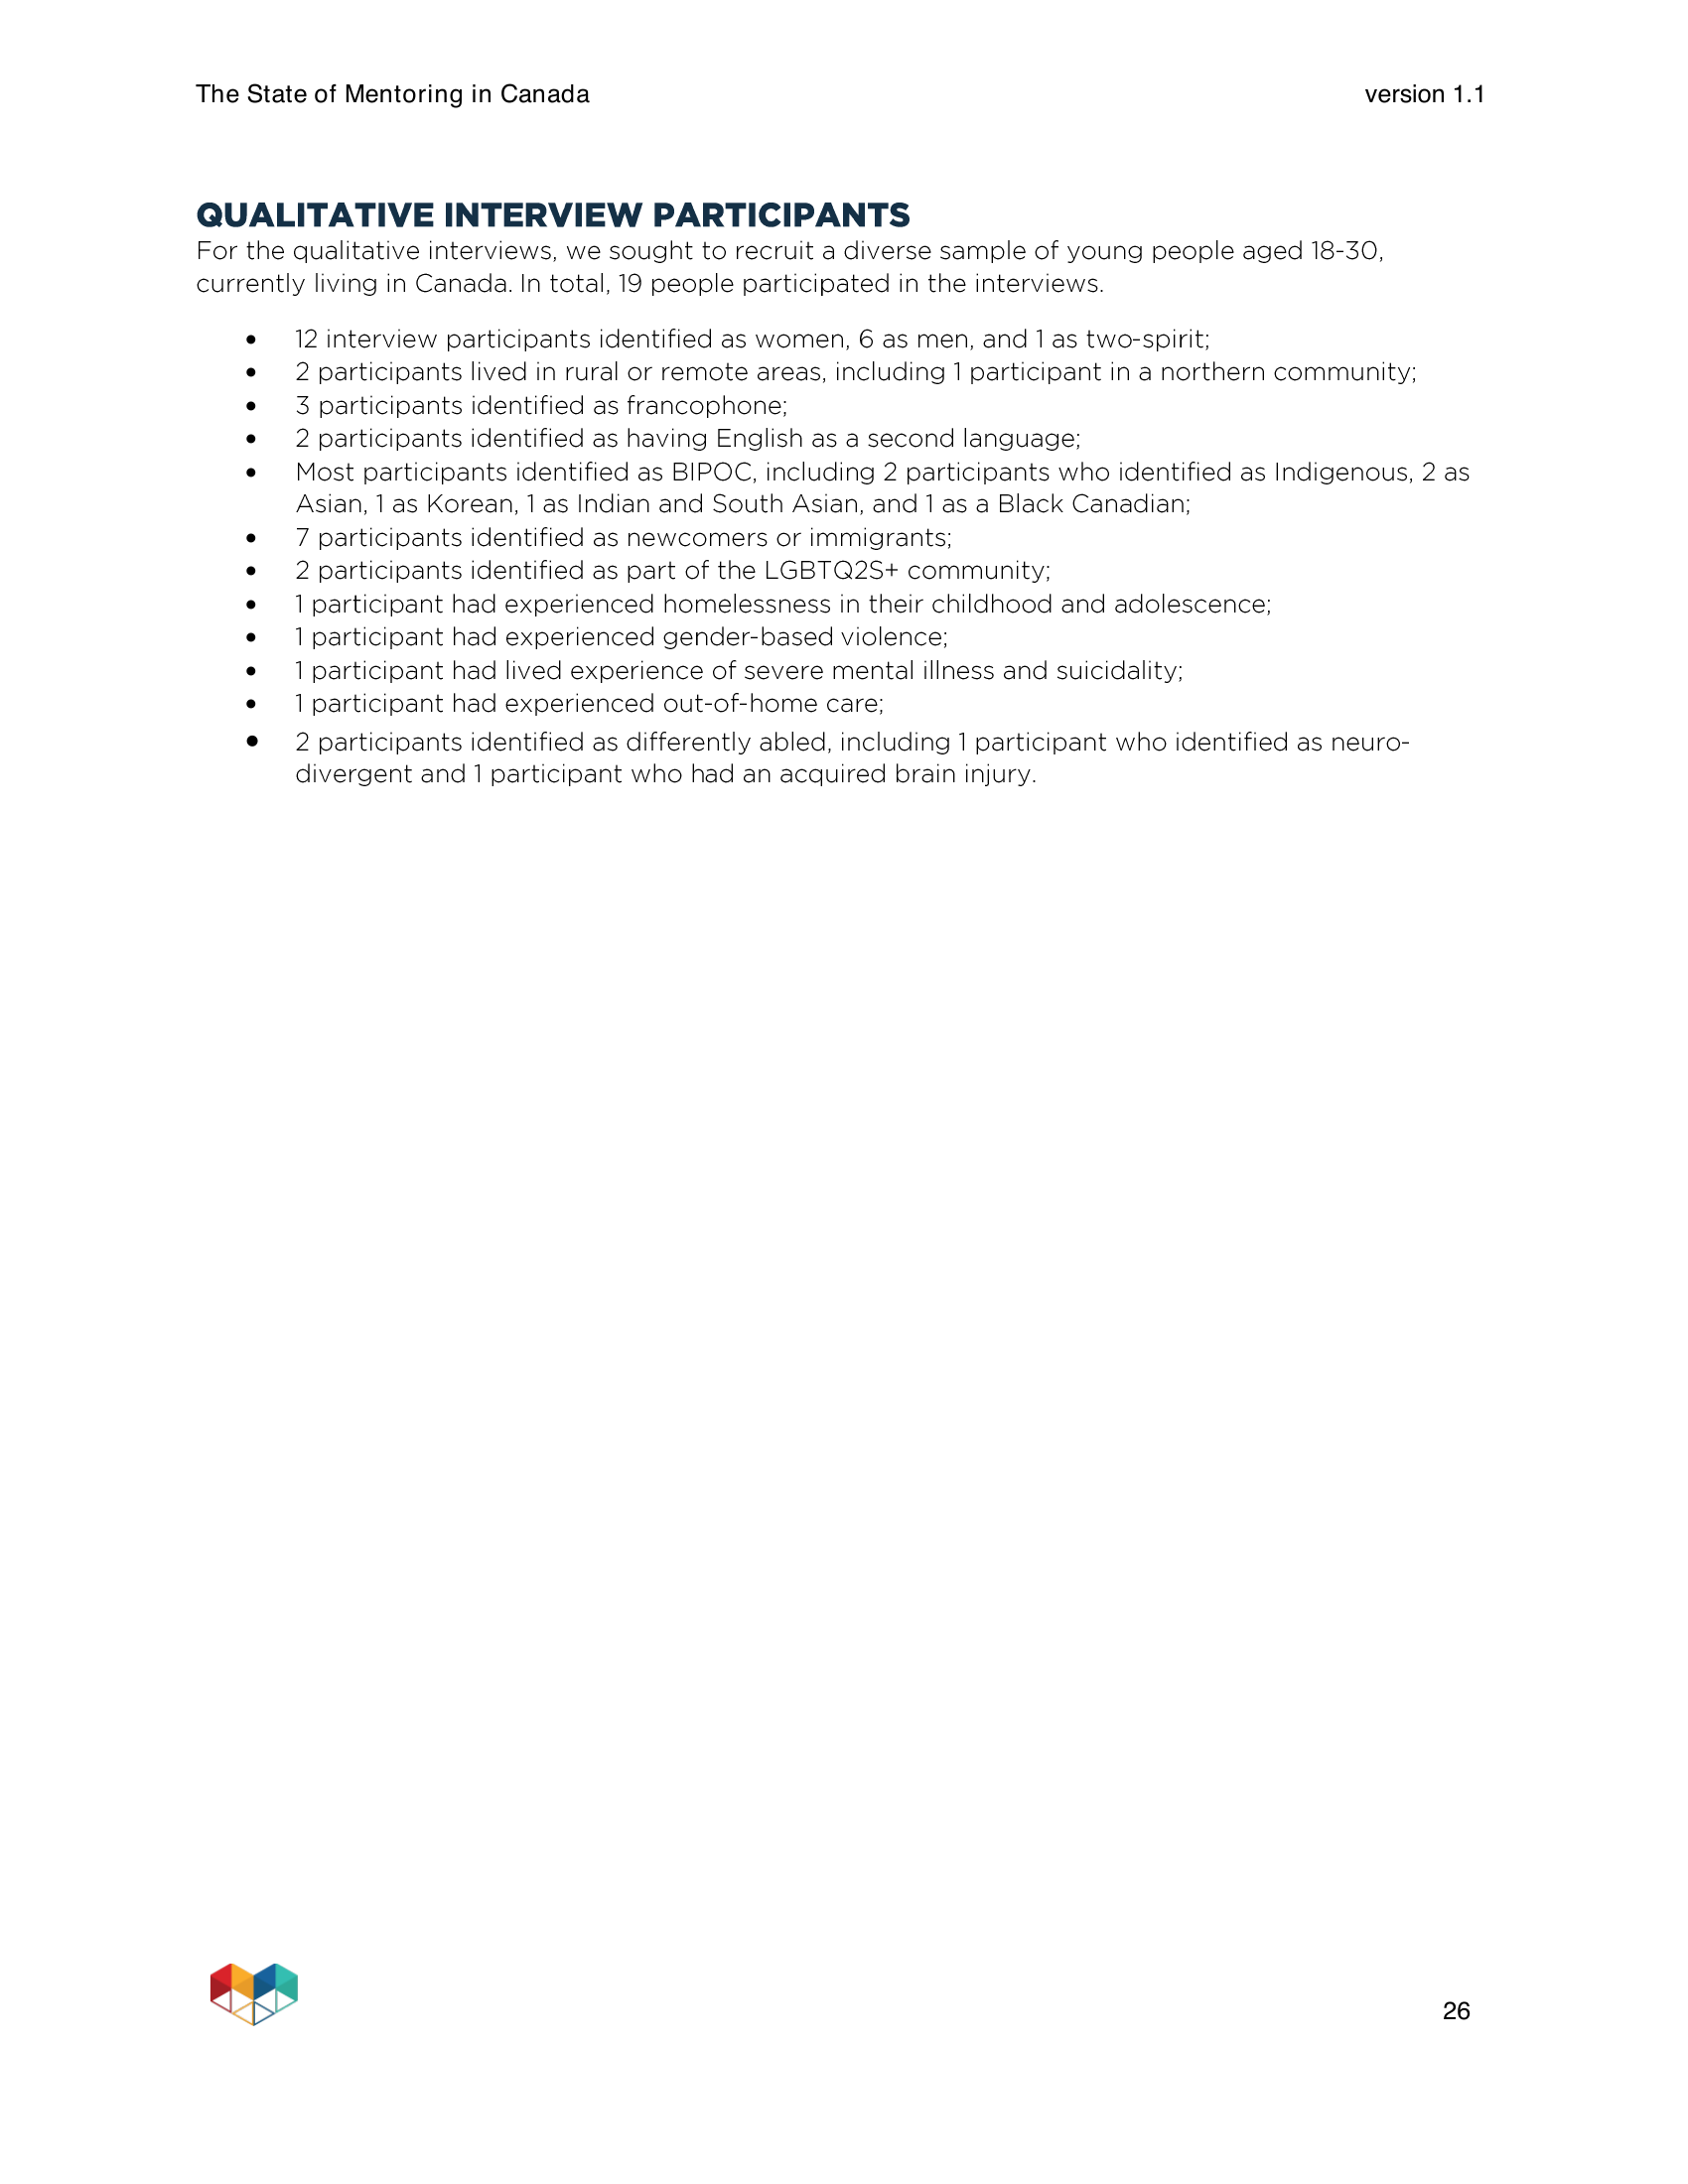 The State of Mentoring in Canada
version 1.1
QUALITATIVE INTERVIEW PARTICIPANTS
For the qualitative interviews, we sought to recruit a diverse sample of young people aged 18-30,
currently living in Canada. In total, 19 people participated in the interviews.
• 12 interview participants identified as women, 6 as men, and 1 as two-spirit;
• 2 participants lived in rural or remote areas, including 1 participant in a northern community;
• 3 participants identified as francophone;
• 2 participants identified as having English as a second language;
• Most participants identified as BIPOC, including 2 participants who identified as Indigenous, 2 as
Asian, 1 as Korean, 1 as Indian and South Asian, and 1 as a Black Canadian;
• 7 participants identified as newcomers or immigrants;
• 2 participants identified as part of the LGBTQ2S+ community;
• 1 participant had experienced homelessness in their childhood and adolescence;
• 1 participant had experienced gender-based violence;
• 1 participant had lived experience of severe mental illness and suicidality;
• 1 participant had experienced out-of-home care;
• 2 participants identified as differently abled, including 1 participant who identified as neuro-
divergent and 1 participant who had an acquired brain injury.
26